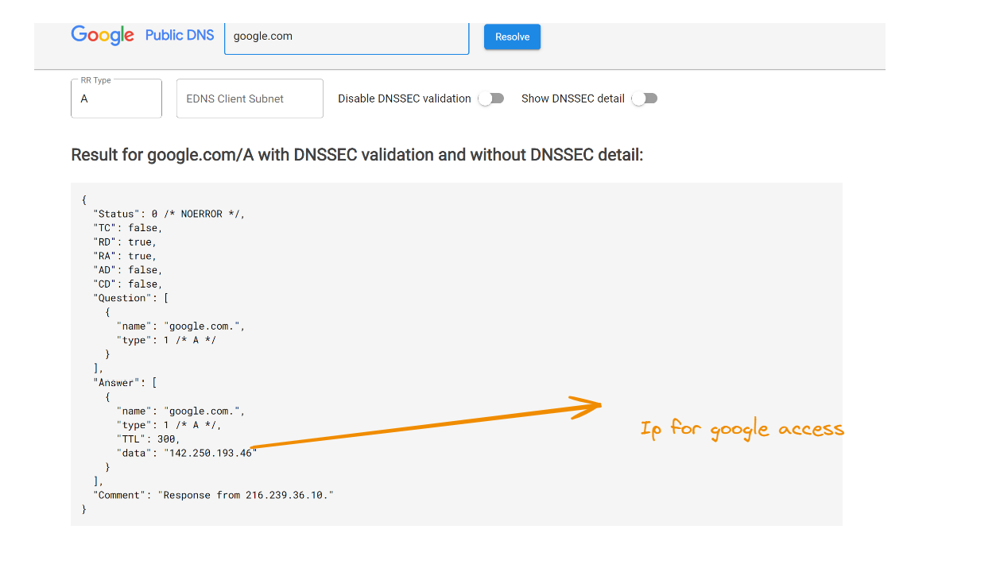 Google Public DNS google.com Resolve
RR Type
A EDNS Client Subnet Disable DNSSEC validation Show DNSSEC detail
Result for google.com/A with DNSSEC validation and without DNSSEC detail:
{
"Status": 0 /* NOERROR */,
"TC": false,
"RD": true,
"RA": true,
"AD": false,
"CD": false,
"Question": [
{
"name": "google.com.",
"type": 1 /* A */
}
],
"Answer": [
{
"name": "google.com.",
"type": 1 /* A */,
"TTL": 300,
"data": "142.250.193.46"
}
],
"Comment": "Response from 216.239.36.10."
}
Ip for google access